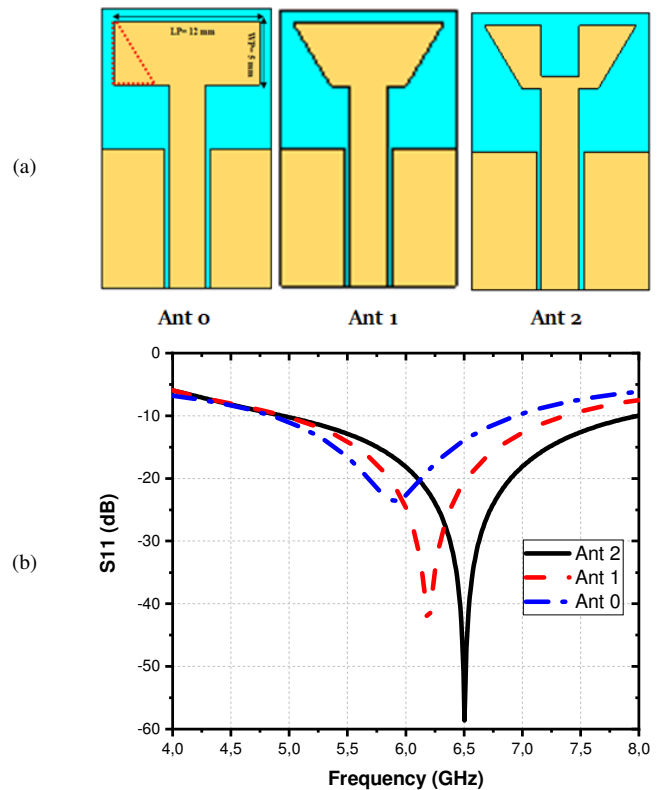 (a)
LP= 12 mm
WP= 5 mm
Ant 0
Ant 1
Ant 2
(b)
S11 (dB)
0
-10
-20
-30
-40
-50
-60
Ant 2
Ant 1
Ant 0
4,0 4,5 5,0 5,5 6,0 6,5 7,0 7,5 8,0
Frequency (GHz)